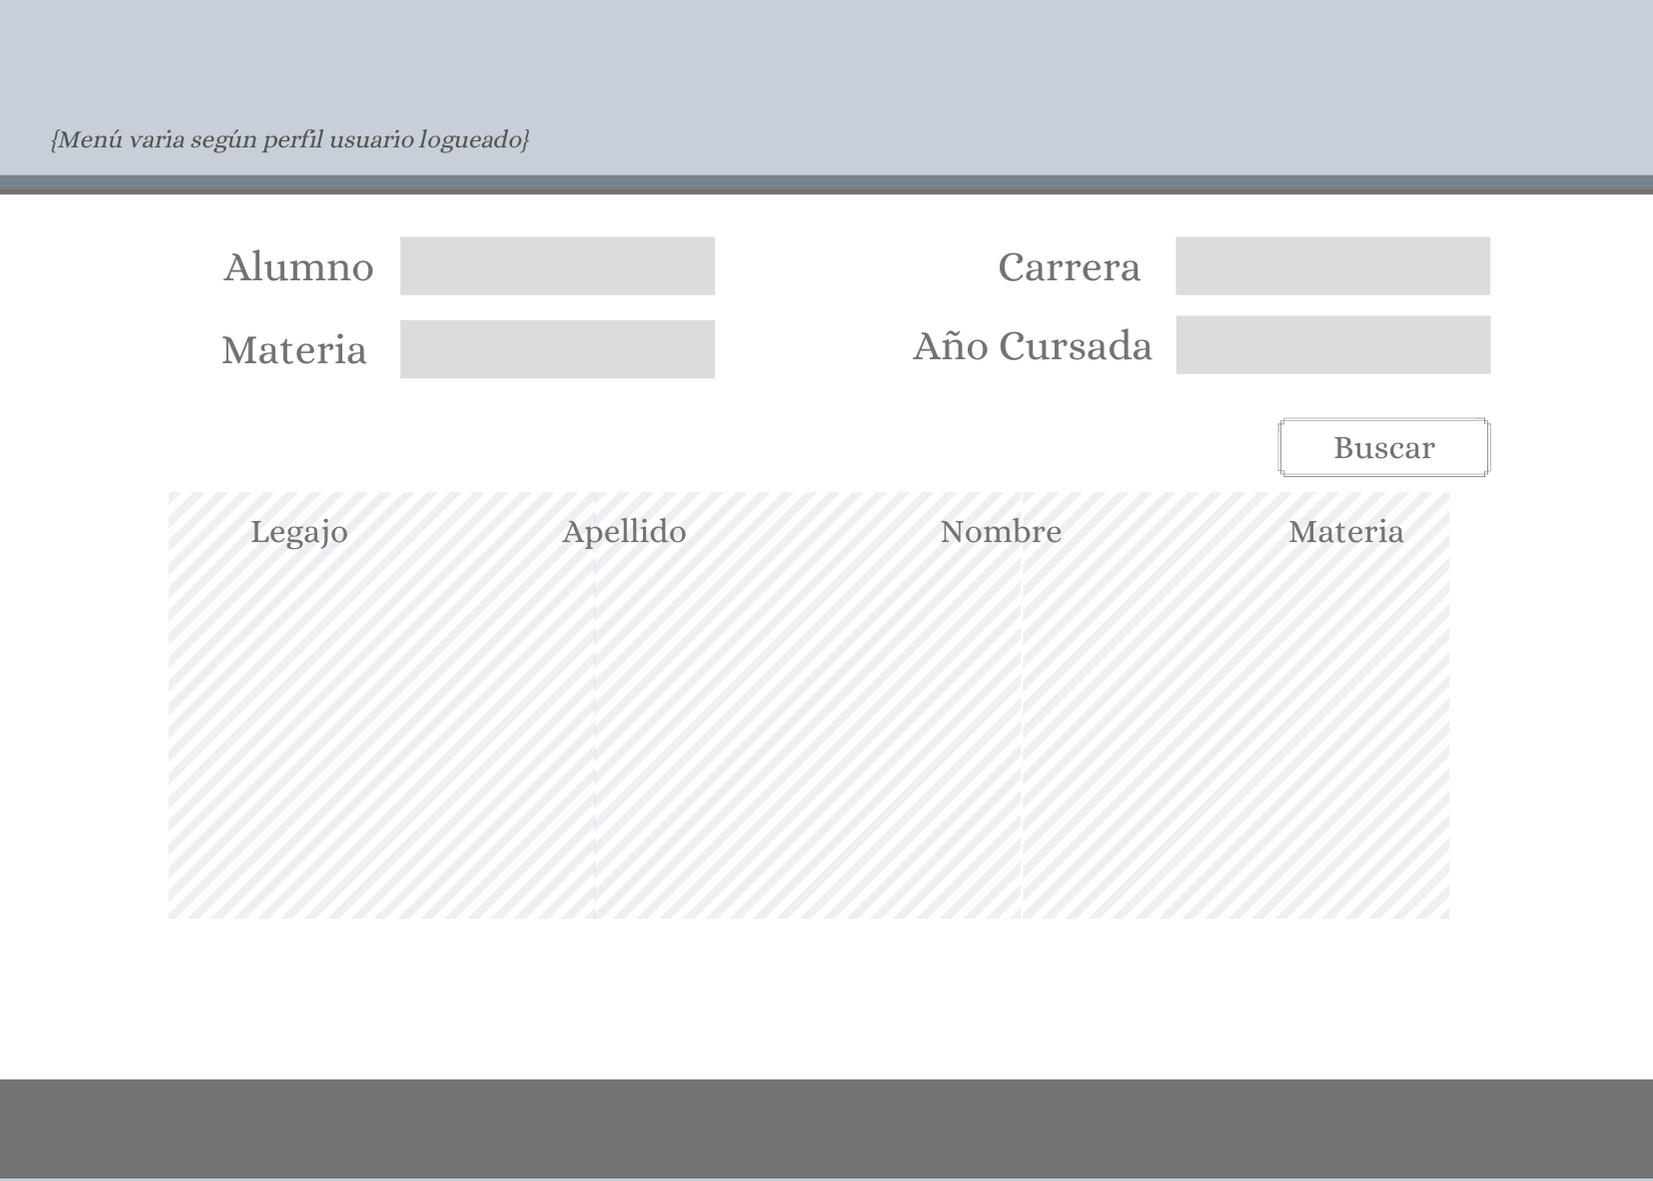 {Menú varia según perfil usuario logueado}
Alumno
Carrera
Materia
Año Cursada
Buscar
Legajo Apellido Nombre Materia